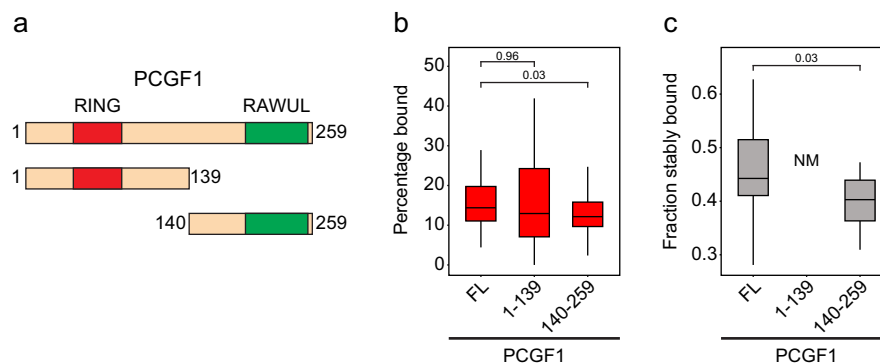 a
PCGF1
RING RAWUL
1 259
1 139
140 259
b
Percentage bound
50
40
30
20
10
0
0.96
0.03
FL
1-139
140-259
PCGF1
c
Fraction stably bound
0.6
0.5
0.4
0.3
0.03
NM
FL
1-139
140-259
PCGF1